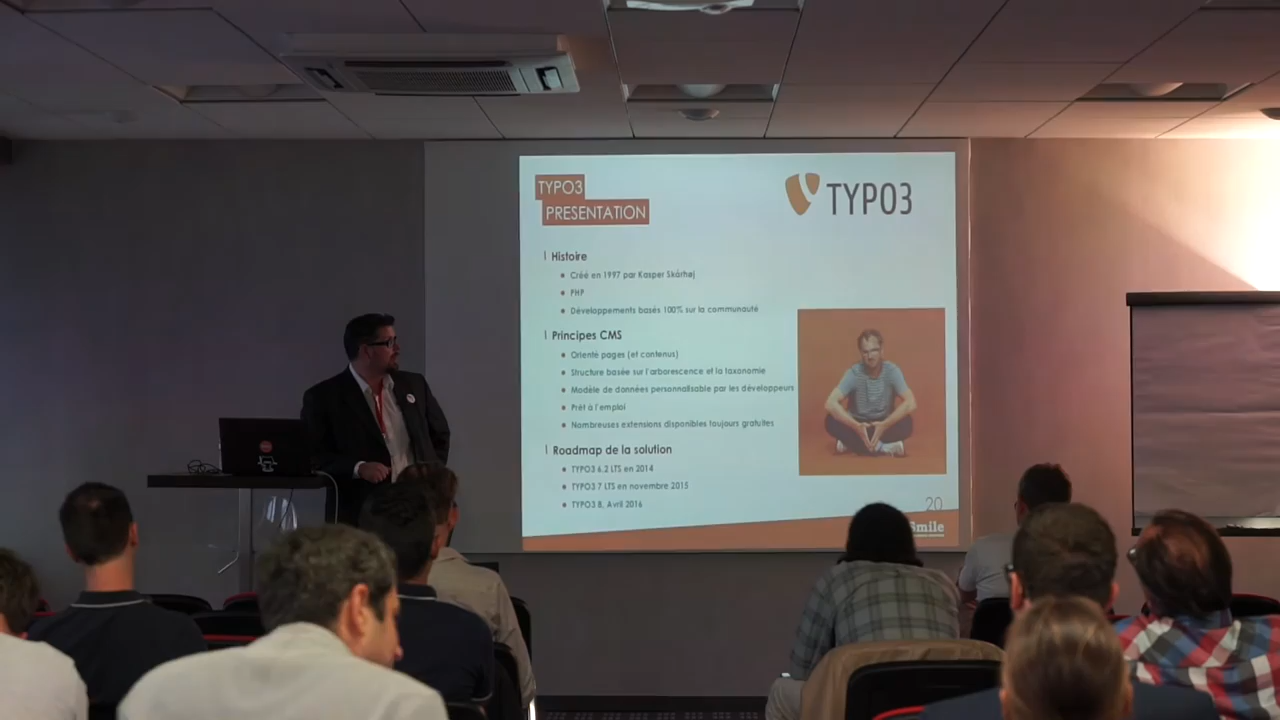 TYPO3
PRESENTATION
TYPO3
Histoire
Créé en 1997 par Kasper Skårhøj
PHP
Développements basés 100% sur la communauté
Principes CMS
Orienté pages (et contenus)
Structure basée sur l'arborescence et la taxonomie
Modèle de données personnalisable par les développeurs
Prêt à l'emploi
Nombreuses extensions disponibles toujours gratuites
Roadmap de la solution
TYPO3 6.2 LTS en 2014
TYPO3 7 LTS en novembre 2015
TYPO3 8, Avril 2016
20
Smile